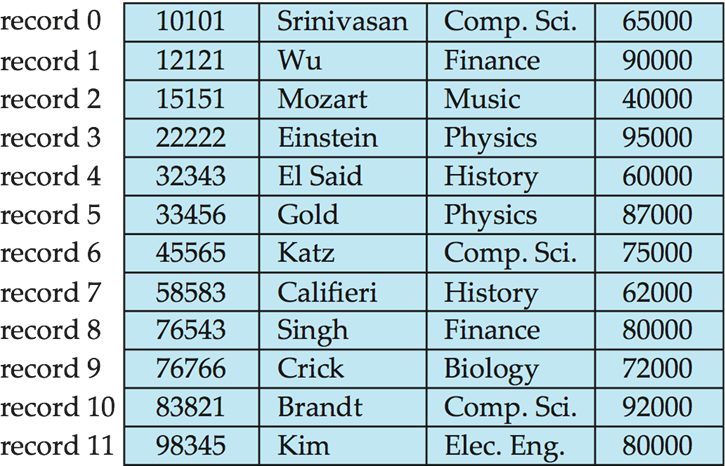 record 0 10101 Srinivasan Comp. Sci. 65000
record 1 12121 Wu Finance 90000
record 2 15151 Mozart Music 40000
record 3 22222 Einstein Physics 95000
record 4 32343 El Said History 60000
record 5 33456 Gold Physics 87000
record 6 45565 Katz Comp. Sci. 75000
record 7 58583 Califieri History 62000
record 8 76543 Singh Finance 80000
record 9 76766 Crick Biology 72000
record 10 83821 Brandt Comp. Sci. 92000
record 11 98345 Kim Elec. Eng. 80000